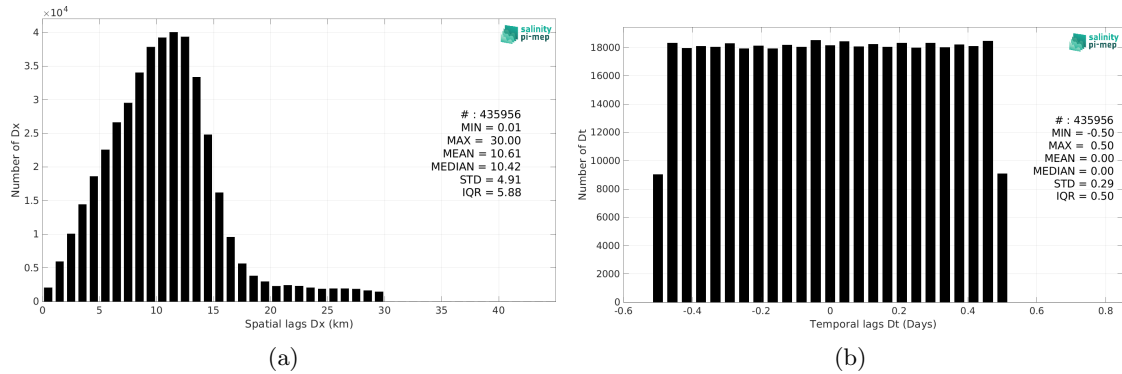 ×10⁴
4
3.5
3
2.5
2
1.5
1
0.5
0
Number of Dx
0 5 10 15 20 25 30 35 40
Spatial lags Dx (km)
salinity
pi-mep
# : 435956
MIN = 0.01
MAX = 30.00
MEAN = 10.61
MEDIAN = 10.42
STD = 4.91
IQR = 5.88
(a)
18000
16000
14000
12000
10000
8000
6000
4000
2000
0
Number of Dt
-0.6 -0.4 -0.2 0 0.2 0.4 0.6 0.8
Temporal lags Dt (Days)
salinity
pi-mep
# : 435956
MIN = -0.50
MAX = 0.50
MEAN = 0.00
MEDIAN = 0.00
STD = 0.29
IQR = 0.50
(b)